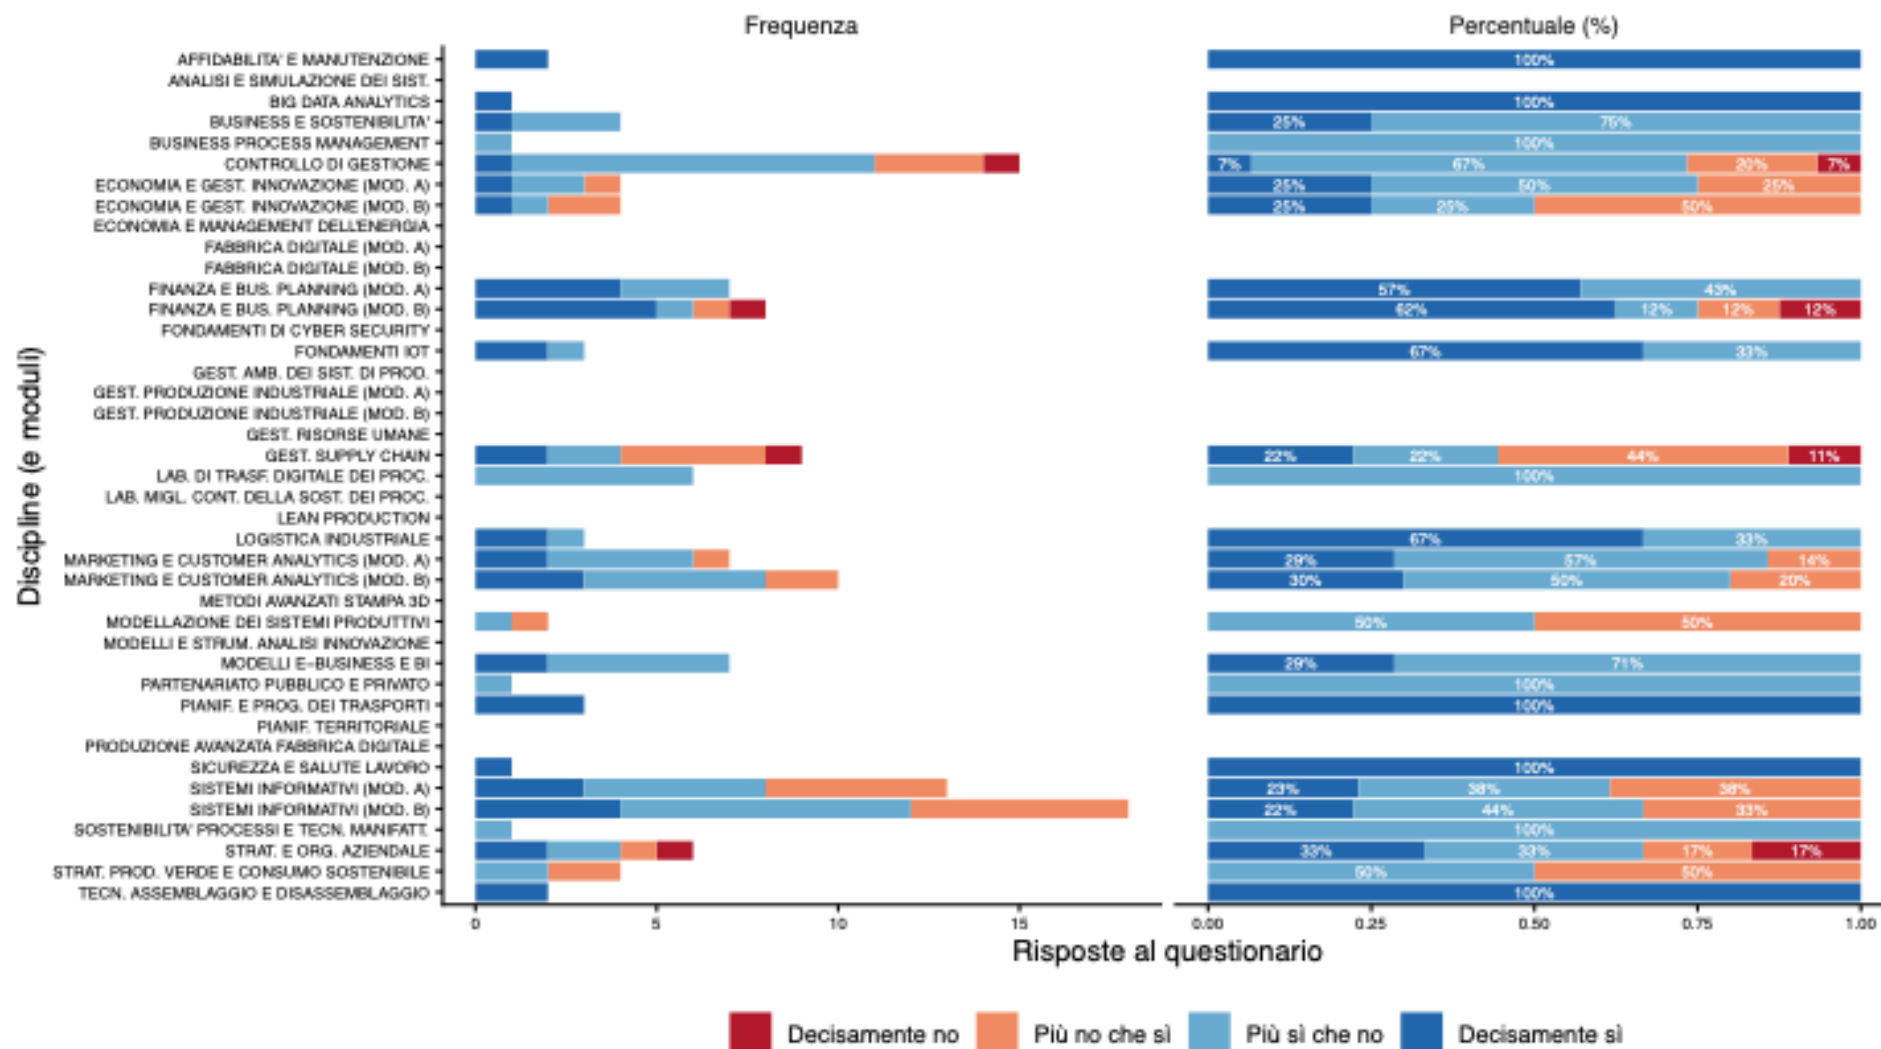 Frequenza
Percentuale (%)
Discipline (e moduli)
AFFIDABILITA' E MANUTENZIONE
100%
ANALISI E SIMULAZIONE DEI SIST.
BIG DATA ANALYTICS
100%
BUSINESS E SOSTENIBILITA'
25% 75%
BUSINESS PROCESS MANAGEMENT
100%
CONTROLLO DI GESTIONE
7% 67% 20% 7%
ECONOMIA E GEST. INNOVAZIONE (MOD. A)
25% 50% 25%
ECONOMIA E GEST. INNOVAZIONE (MOD. B)
25% 25% 50%
ECONOMIA E MANAGEMENT DELL'ENERGIA
FABBRICA DIGITALE (MOD. A)
FABBRICA DIGITALE (MOD. B)
FINANZA E BUS. PLANNING (MOD. A)
57% 43%
FINANZA E BUS. PLANNING (MOD. B)
62% 12% 12% 12%
FONDAMENTI DI CYBER SECURITY
FONDAMENTI IOT
67% 33%
GEST. AMB. DEI SIST. DI PROD.
GEST. PRODUZIONE INDUSTRIALE (MOD. A)
GEST. PRODUZIONE INDUSTRIALE (MOD. B)
GEST. RISORSE UMANE
GEST. SUPPLY CHAIN
22% 22% 44% 11%
LAB. DI TRASF. DIGITALE DEI PROC.
100%
LAB. MIGL. CONT. DELLA SOST. DEI PROC.
LEAN PRODUCTION
LOGISTICA INDUSTRIALE
67% 33%
MARKETING E CUSTOMER ANALYTICS (MOD. A)
29% 57% 14%
MARKETING E CUSTOMER ANALYTICS (MOD. B)
30% 50% 20%
METODI AVANZATI STAMPA 3D
MODELLAZIONE DEI SISTEMI PRODUTTIVI
50% 50%
MODELLI E STRUM. ANALISI INNOVAZIONE
MODELLI E-BUSINESS E BI
29% 71%
PARTENARIATO PUBBLICO E PRIVATO
100%
PIANIF. E PROG. DEI TRASPORTI
100%
PIANIF. TERRITORIALE
PRODUZIONE AVANZATA FABBRICA DIGITALE
SICUREZZA E SALUTE LAVORO
100%
SISTEMI INFORMATIVI (MOD. A)
23% 38% 38%
SISTEMI INFORMATIVI (MOD. B)
22% 44% 33%
SOSTENIBILITA' PROCESSI E TECN. MANIFATT.
100%
STRAT. E ORG. AZIENDALE
33% 33% 17% 17%
STRAT. PROD. VERDE E CONSUMO SOSTENIBILE
50% 50%
TECN. ASSEMBLAGGIO E DISASSEMBLAGGIO
100%
0 5 10 15
0.00 0.25 0.50 0.75 1.00
Risposte al questionario
Decisamente no
Più no che sì
Più sì che no
Decisamente sì